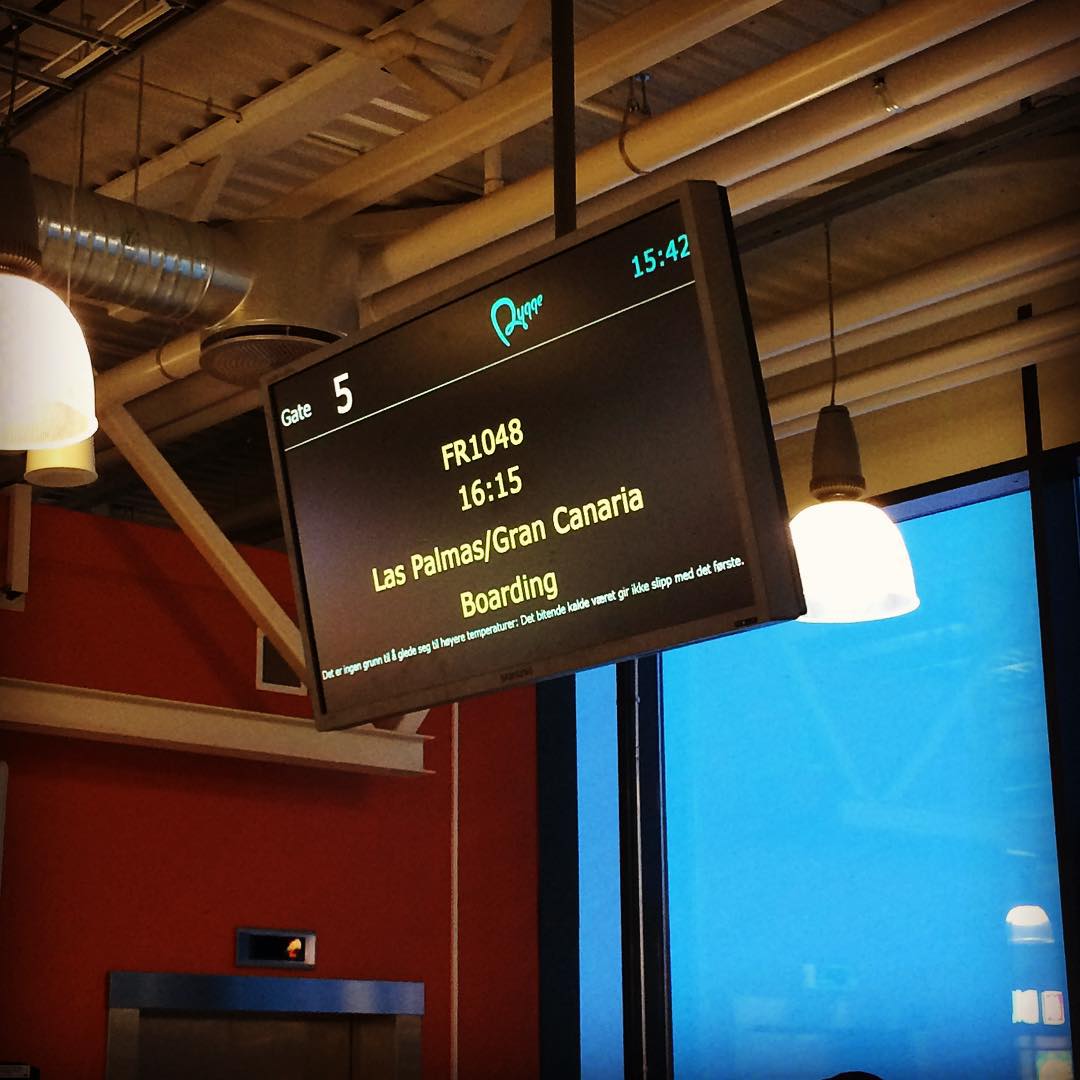 15:42
Rygge
Gate 5
FR1048
16:15
Las Palmas/Gran Canaria
Boarding
Det er ingen grunn til å glede seg til høyere temperaturer: Det bitende kalde været gir ikke slipp med det første.
SAMSUNG